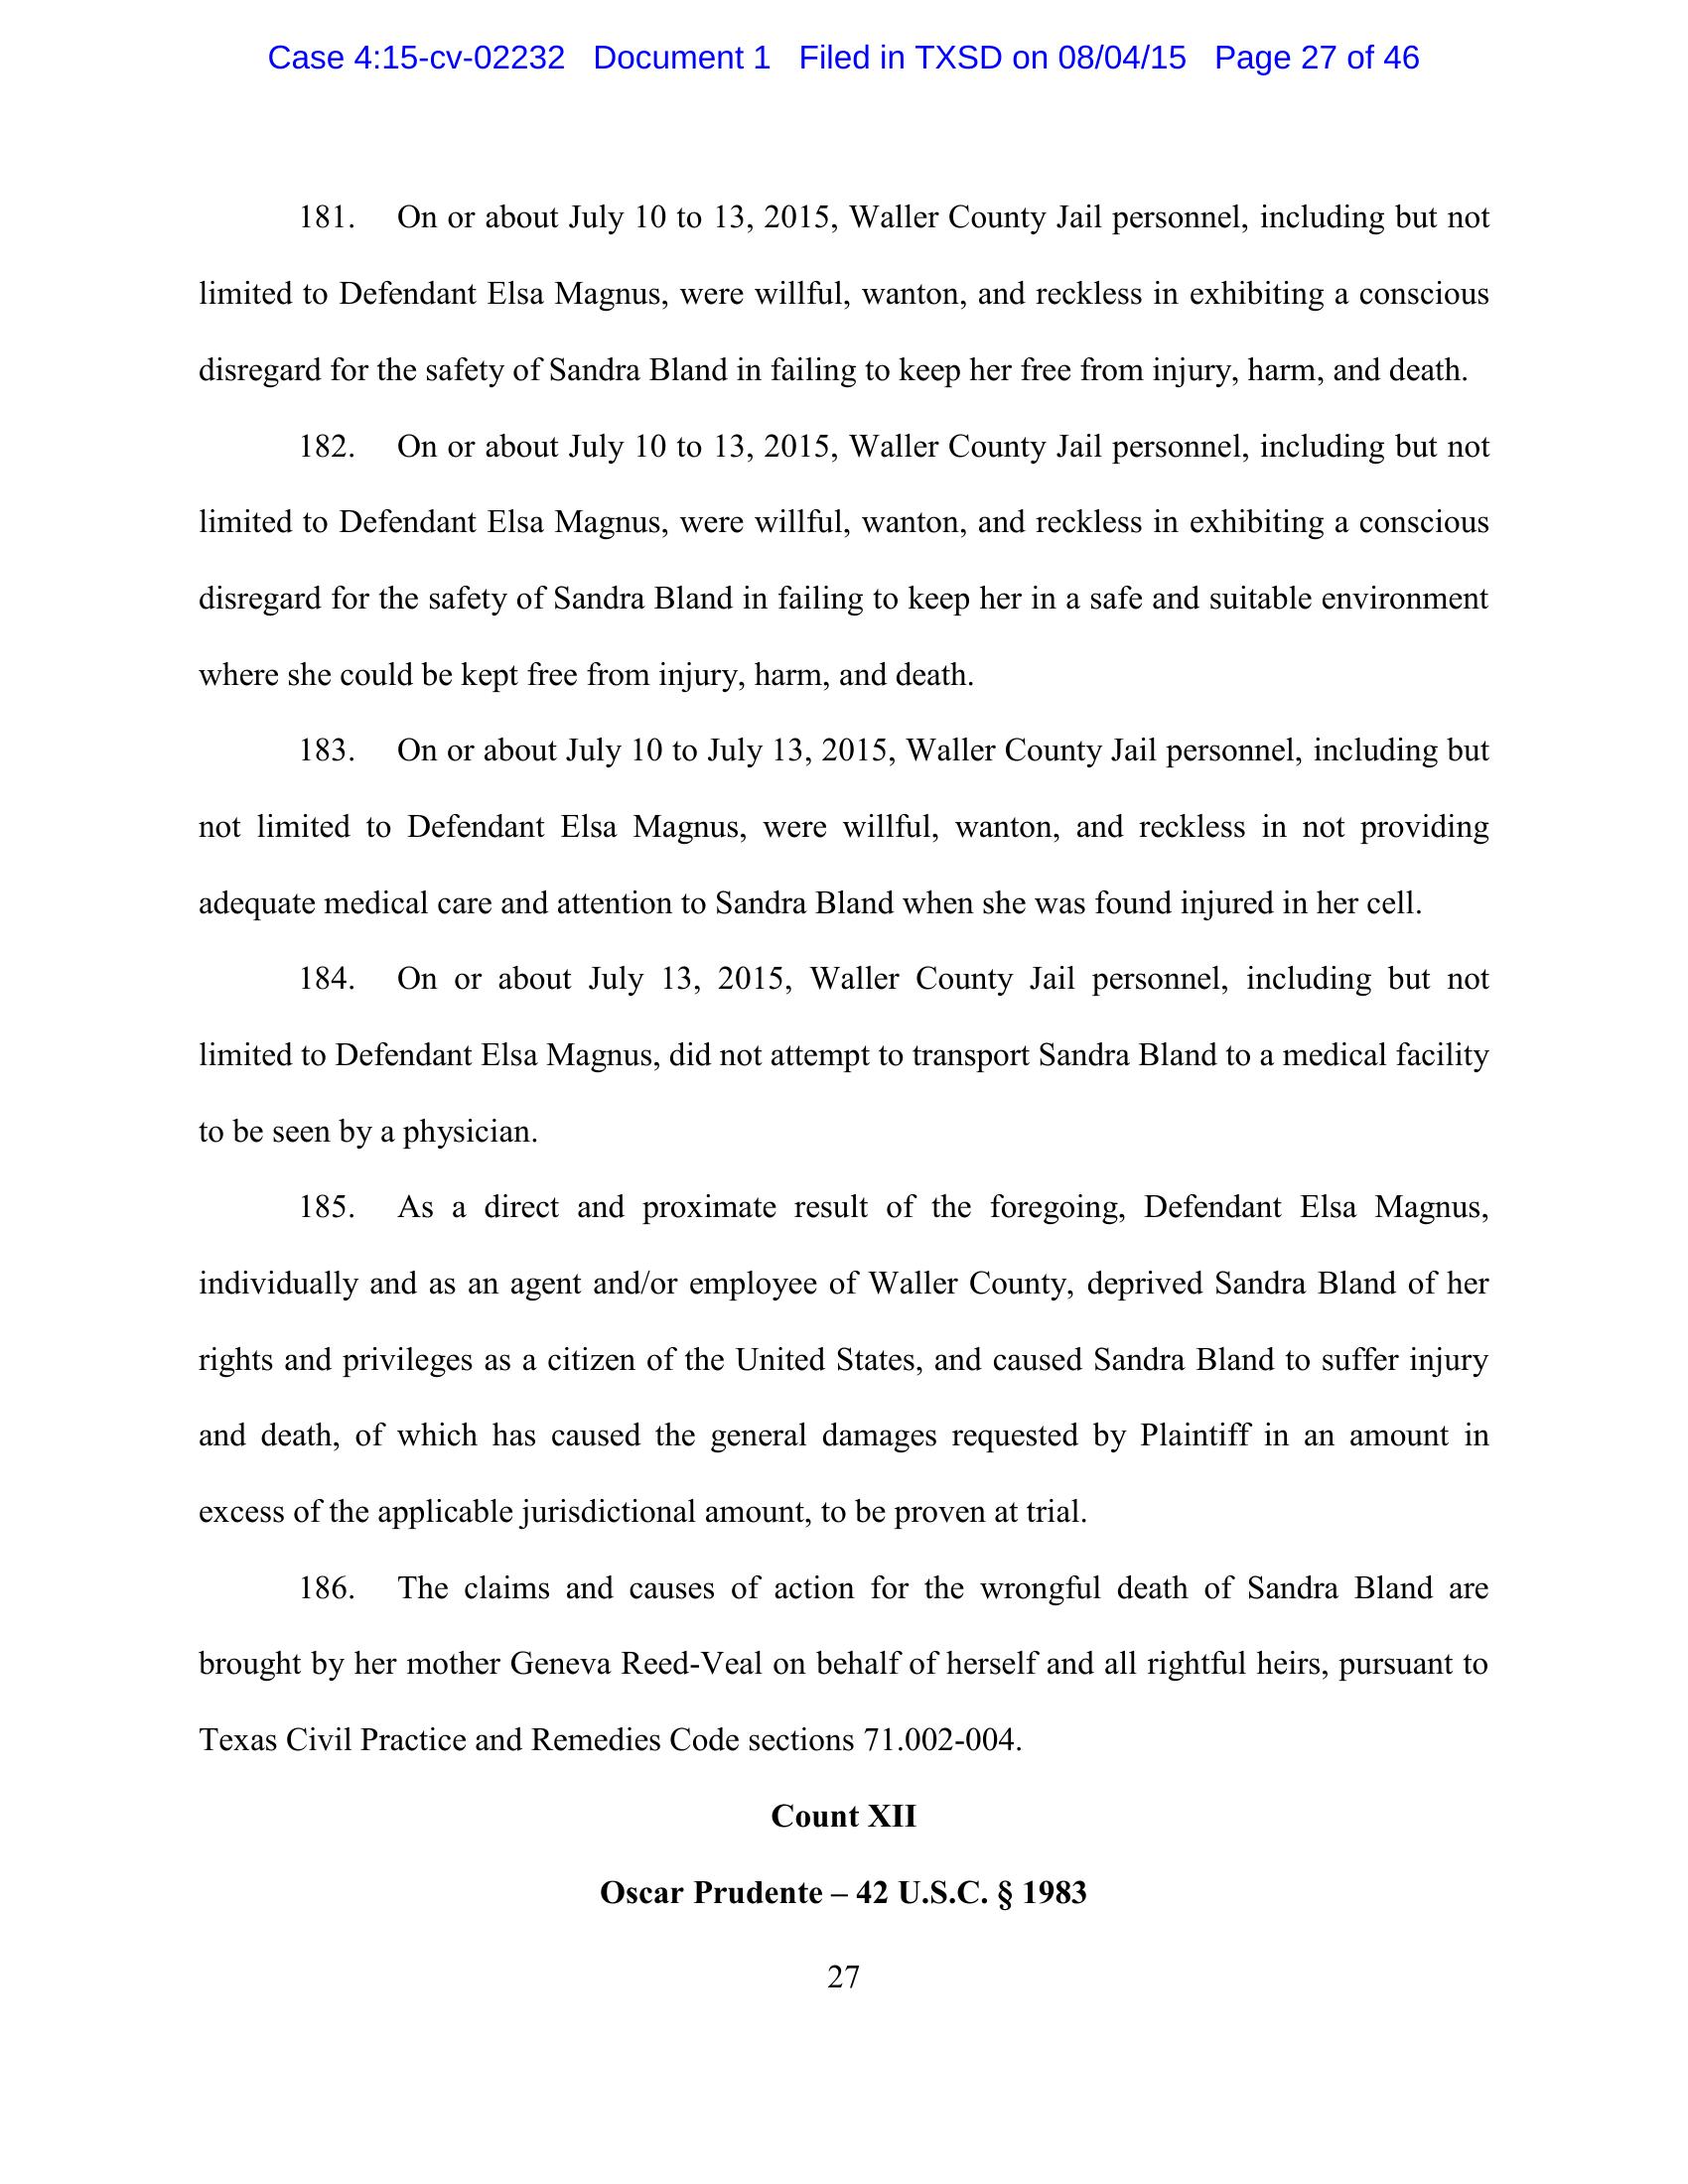 Case 4:15-cv-02232 Document 1 Filed in TXSD on 08/04/15 Page 27 of 46
181. On or about July 10 to 13, 2015, Waller County Jail personnel, including but not
limited to Defendant Elsa Magnus, were willful, wanton, and reckless in exhibiting a conscious
disregard for the safety of Sandra Bland in failing to keep her free from injury, harm, and death.
182. On or about July 10 to 13, 2015, Waller County Jail personnel, including but not
limited to Defendant Elsa Magnus, were willful, wanton, and reckless in exhibiting a conscious
disregard for the safety of Sandra Bland in failing to keep her in a safe and suitable environment
where she could be kept free from injury, harm, and death.
183. On or about July 10 to July 13, 2015, Waller County Jail personnel, including but
not limited to Defendant Elsa Magnus, were willful, wanton, and reckless in not providing
adequate medical care and attention to Sandra Bland when she was found injured in her cell.
184. On or about July 13, 2015, Waller County Jail personnel, including but not
limited to Defendant Elsa Magnus, did not attempt to transport Sandra Bland to a medical facility
to be seen by a physician.
185. As a direct and proximate result of the foregoing, Defendant Elsa Magnus,
individually and as an agent and/or employee of Waller County, deprived Sandra Bland of her
rights and privileges as a citizen of the United States, and caused Sandra Bland to suffer injury
and death, of which has caused the general damages requested by Plaintiff in an amount in
excess of the applicable jurisdictional amount, to be proven at trial.
186. The claims and causes of action for the wrongful death of Sandra Bland are
brought by her mother Geneva Reed-Veal on behalf of herself and all rightful heirs, pursuant to
Texas Civil Practice and Remedies Code sections 71.002-004.
Count XII
Oscar Prudente – 42 U.S.C. § 1983
27